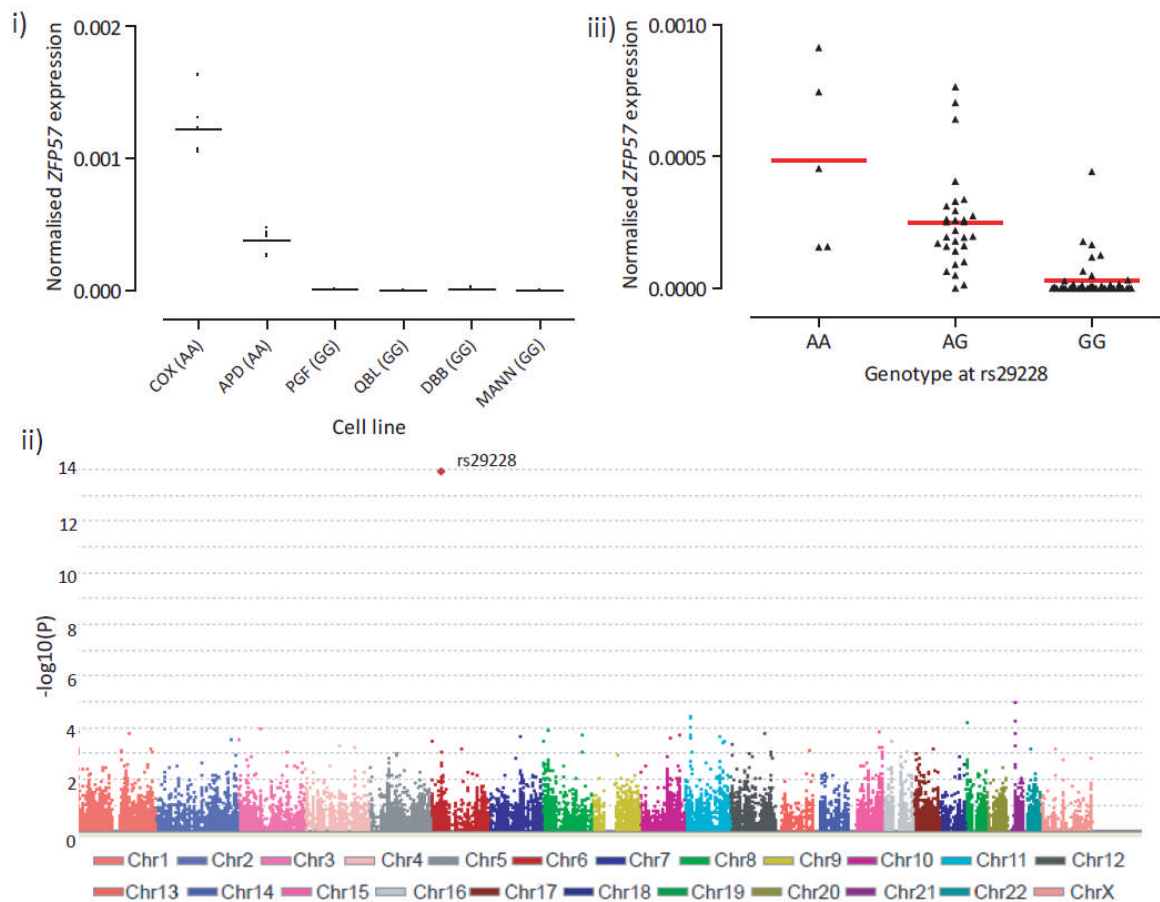 i)
Normalised ZFP57 expression
0.002
0.001
0.000
COX (AA)
APD (AA)
PGF (GG)
QBL (GG)
DBB (GG)
MANN (GG)
Cell line
iii)
Normalised ZFP57 expression
0.0010
0.0005
0.0000
AA
AG
GG
Genotype at rs29228
ii)
rs29228
-log10(P)
14
12
10
8
6
4
2
0
Chr1 Chr2 Chr3 Chr4 Chr5 Chr6 Chr7 Chr8 Chr9 Chr10 Chr11 Chr12
Chr13 Chr14 Chr15 Chr16 Chr17 Chr18 Chr19 Chr20 Chr21 Chr22 ChrX